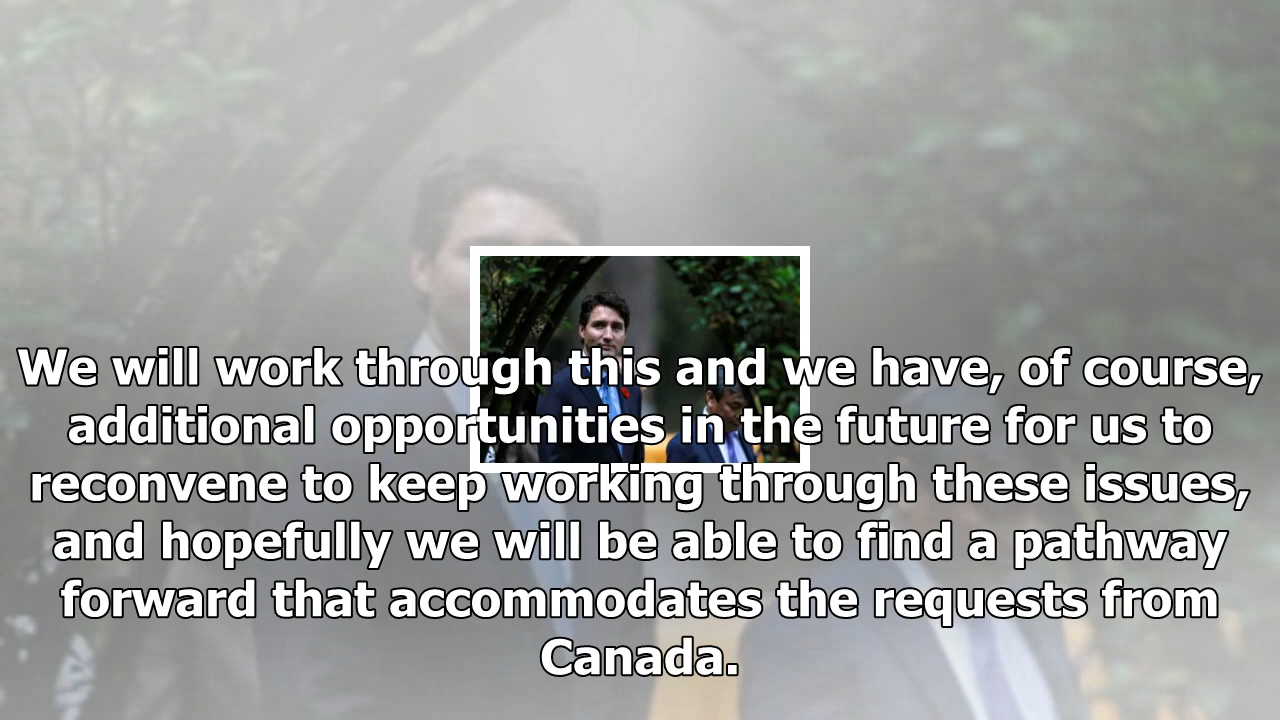 We will work through this and we have, of course,
additional opportunities in the future for us to
reconvene to keep working through these issues,
and hopefully we will be able to find a pathway
forward that accommodates the requests from
Canada.